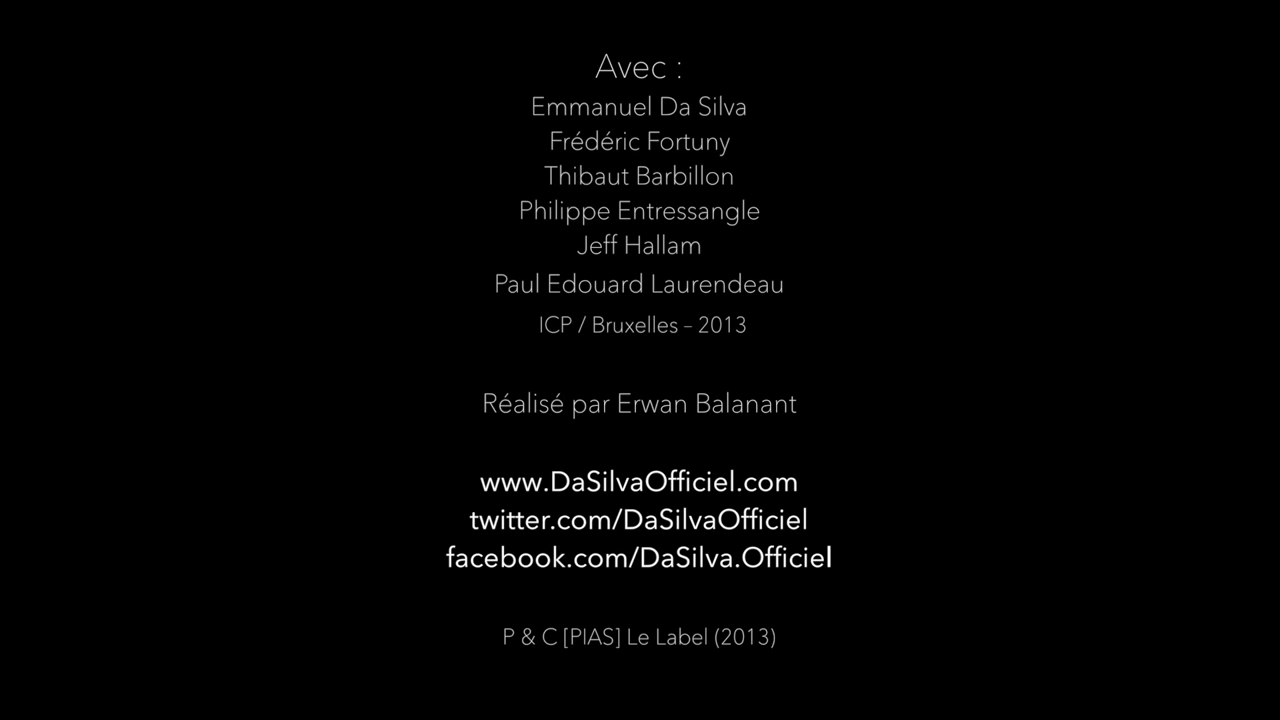 Avec :
Emmanuel Da Silva
Frédéric Fortuny
Thibaut Barbillon
Philippe Entressangle
Jeff Hallam
Paul Edouard Laurendeau
ICP / Bruxelles – 2013
Réalisé par Erwan Balanant
www.DaSilvaOfficiel.com
twitter.com/DaSilvaOfficiel
facebook.com/DaSilva.Officiel
P & C [PIAS] Le Label (2013)